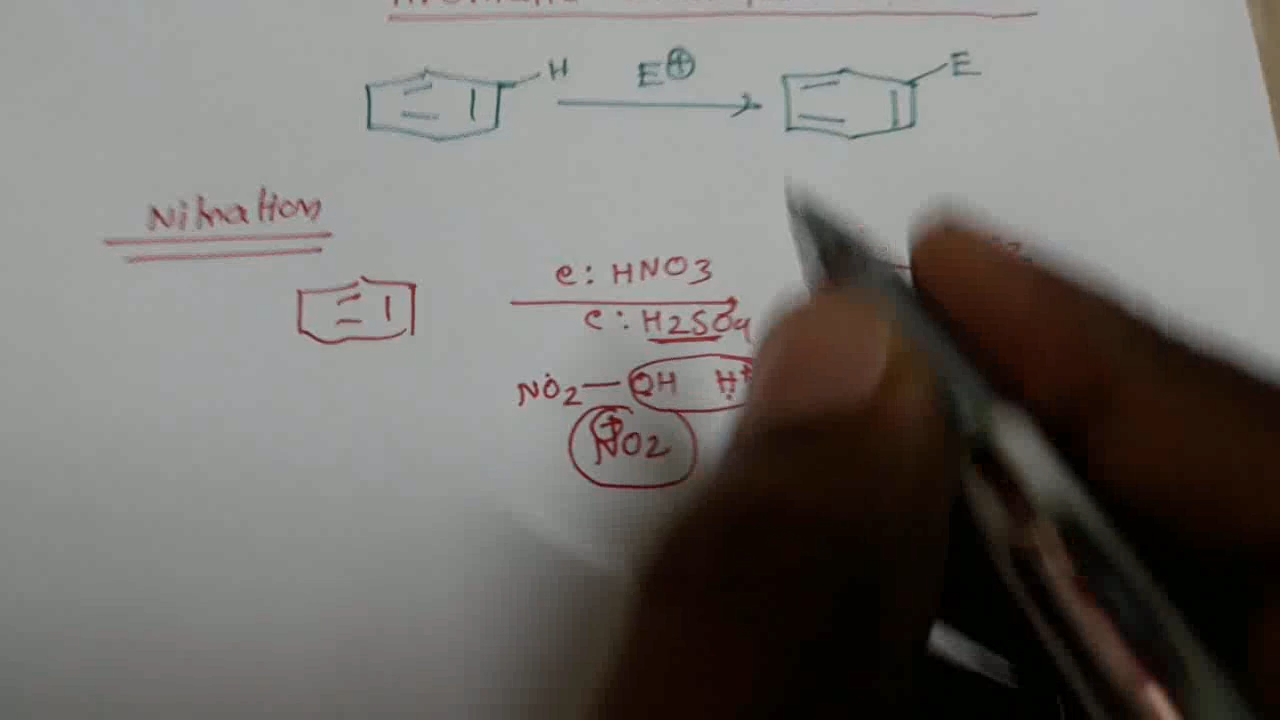 H E⊕ E
Nitration
c: HNO3
c: H2SO4
NO2—OH H+
⊕
NO2